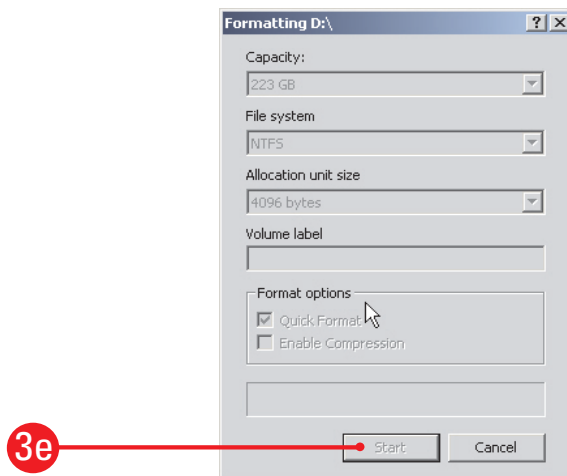 Formatting D:\
Capacity:
223 GB
File system
NTFS
Allocation unit size
4096 bytes
Volume label
Format options
Quick Format
Enable Compression
3e
Start Cancel